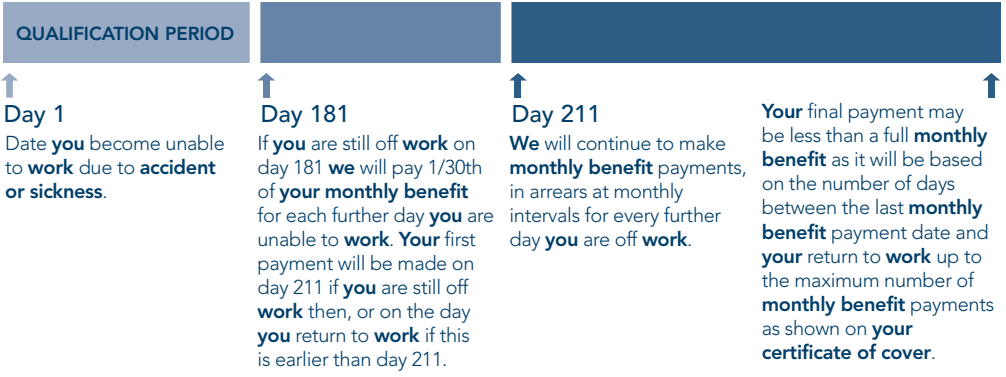 QUALIFICATION PERIOD
Day 1
Date you become unable
to work due to accident
or sickness.
Day 181
If you are still off work on
day 181 we will pay 1/30th
of your monthly benefit
for each further day you are
unable to work. Your first
payment will be made on
day 211 if you are still off
work then, or on the day
you return to work if this
is earlier than day 211.
Day 211
We will continue to make
monthly benefit payments,
in arrears at monthly
intervals for every further
day you are off work.
Your final payment may
be less than a full monthly
benefit as it will be based
on the number of days
between the last monthly
benefit payment date and
your return to work up to
the maximum number of
monthly benefit payments
as shown on your
certificate of cover.